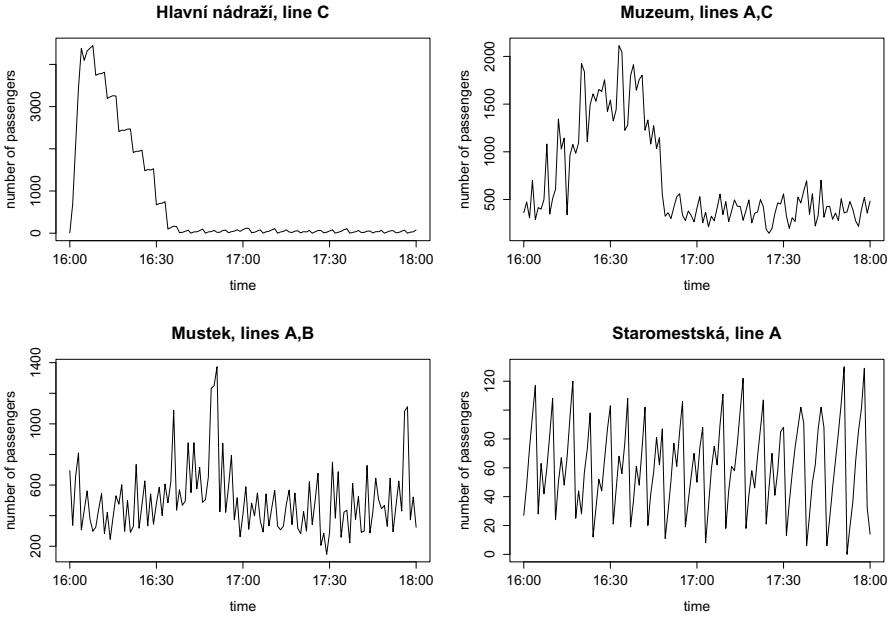 Hlavní nádraží, line C
number of passengers
0
1000
3000
16:00 16:30 17:00 17:30 18:00
time
Muzeum, lines A,C
number of passengers
500
1000
1500
2000
16:00 16:30 17:00 17:30 18:00
time
Mustek, lines A,B
number of passengers
200
600
1000
1400
16:00 16:30 17:00 17:30 18:00
time
Staromestská, line A
number of passengers
0
20
40
60
80
120
16:00 16:30 17:00 17:30 18:00
time